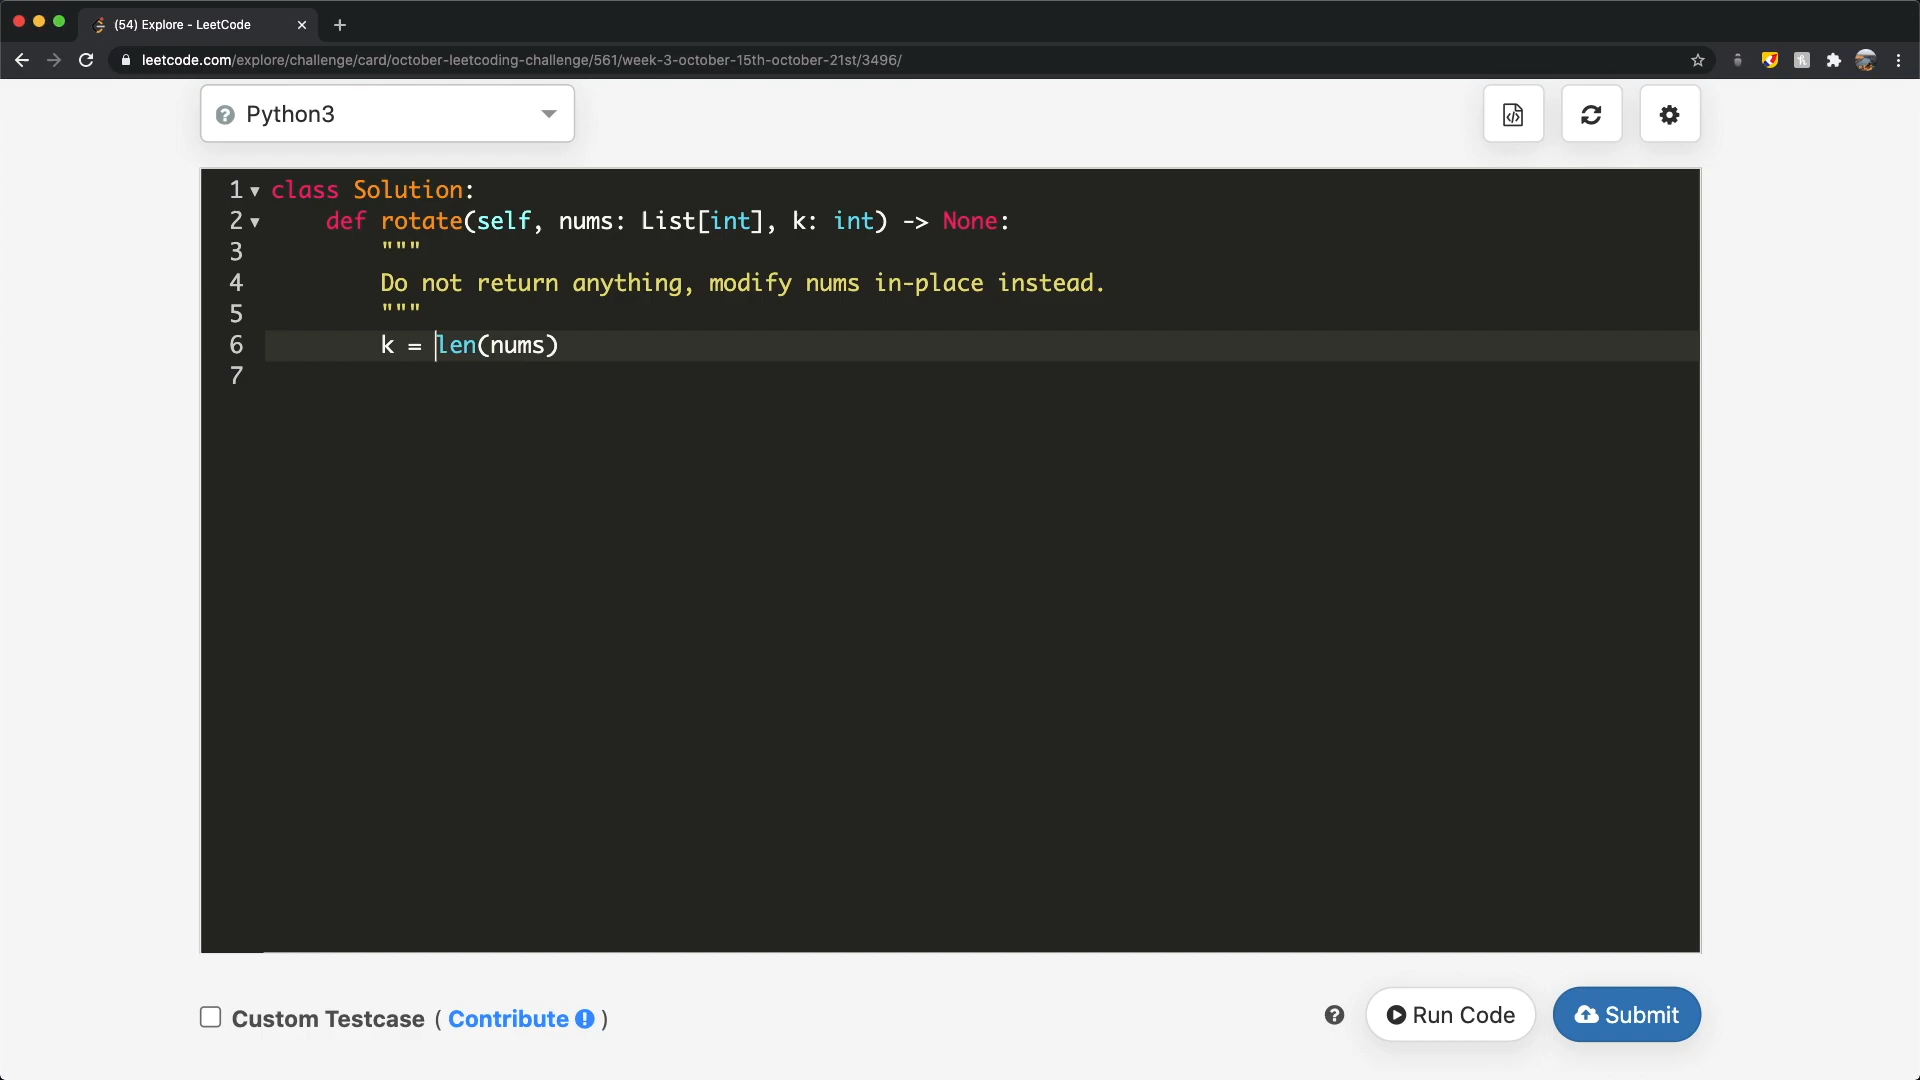 (54) Explore - LeetCode
leetcode.com/explore/challenge/card/october-leetcoding-challenge/561/week-3-october-15th-october-21st/3496/
Python3
1 class Solution:
2 def rotate(self, nums: List[int], k: int) -> None:
3 """
4 Do not return anything, modify nums in-place instead.
5 """
6 k = len(nums)
7
Custom Testcase ( Contribute )
Run Code
Submit